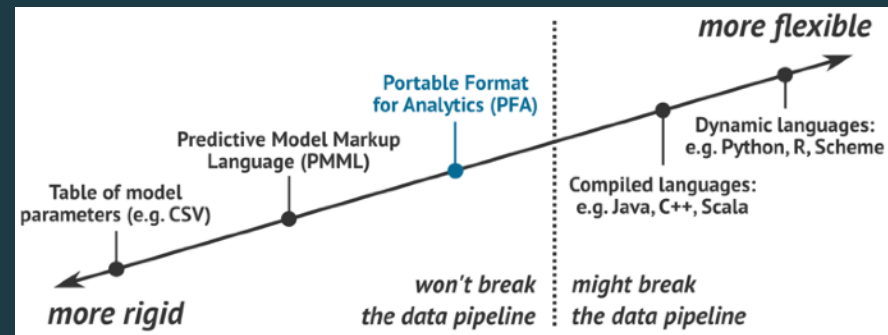 more flexible
Portable Format
for Analytics (PFA)
Predictive Model Markup
Language (PMML)
Dynamic languages:
e.g. Python, R, Scheme
Table of model
parameters (e.g. CSV)
Compiled languages:
e.g. Java, C++, Scala
won't break
the data pipeline
might break
the data pipeline
more rigid